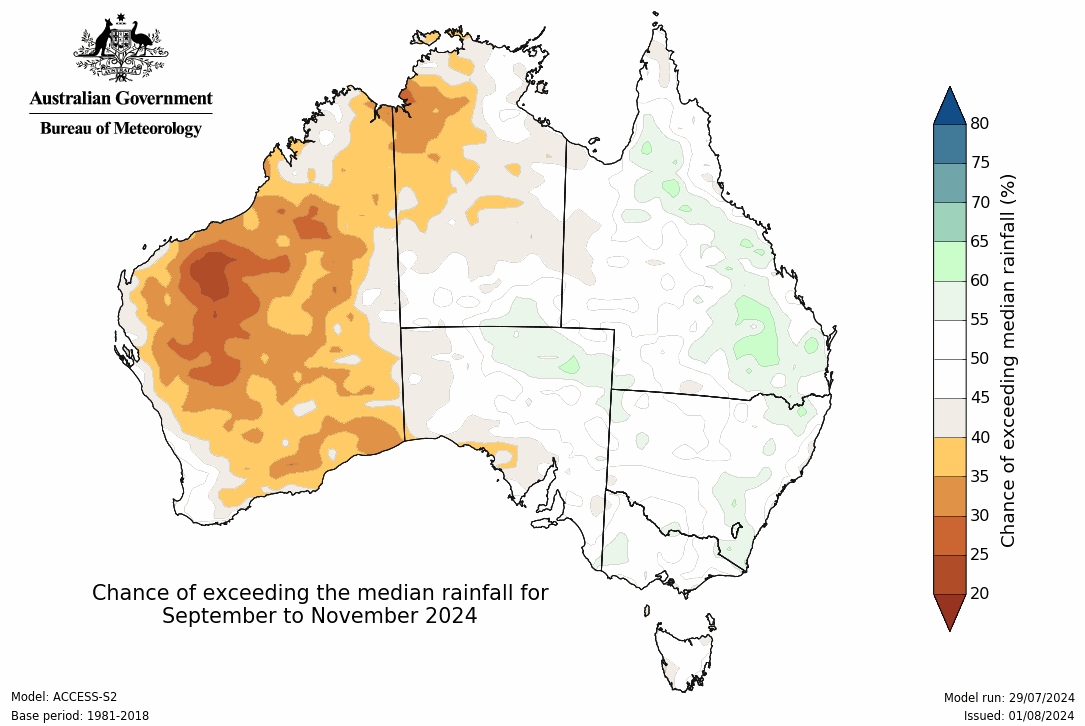 AUSTRALIA
Australian Government
Bureau of Meteorology
80
75
70
65
60
55
50
45
40
35
30
25
20
Chance of exceeding median rainfall (%)
Chance of exceeding the median rainfall for
September to November 2024
Model: ACCESS-S2
Base period: 1981-2018
Model run: 29/07/2024
Issued: 01/08/2024